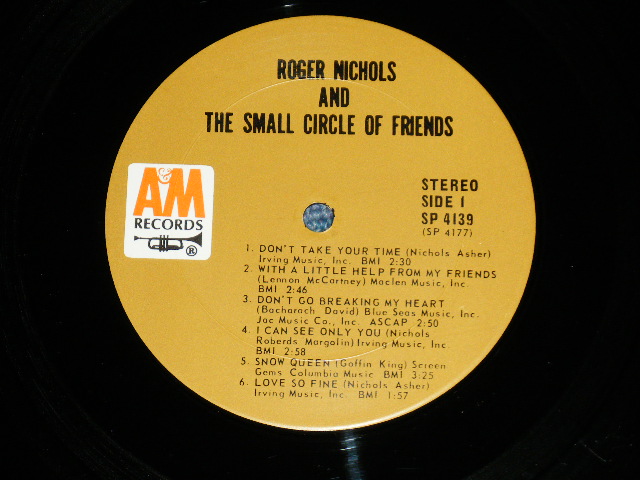 ROGER NICHOLS
AND
THE SMALL CIRCLE OF FRIENDS
A&M
RECORDS
®
STEREO
SIDE 1
SP 4139
(SP 4177)
1. DON'T TAKE YOUR TIME (Nichols Asher)
Irving Music, Inc. BMI 2:30
2. WITH A LITTLE HELP FROM MY FRIENDS
(Lennon McCartney) Maclen Music, Inc.
BMI 2:46
3. DON'T GO BREAKING MY HEART
(Bacharach David) Blue Seas Music, Inc.
Jac Music Co., Inc. ASCAP 2:50
4. I CAN SEE ONLY YOU (Nichols
Roberds Margolin) Irving Music, Inc.
BMI 2:58
5. SNOW QUEEN (Goffin King) Screen
Gems Columbia Music BMI 3:25
6. LOVE SO FINE (Nichols Asher)
Irving Music, Inc. BMI 1:57